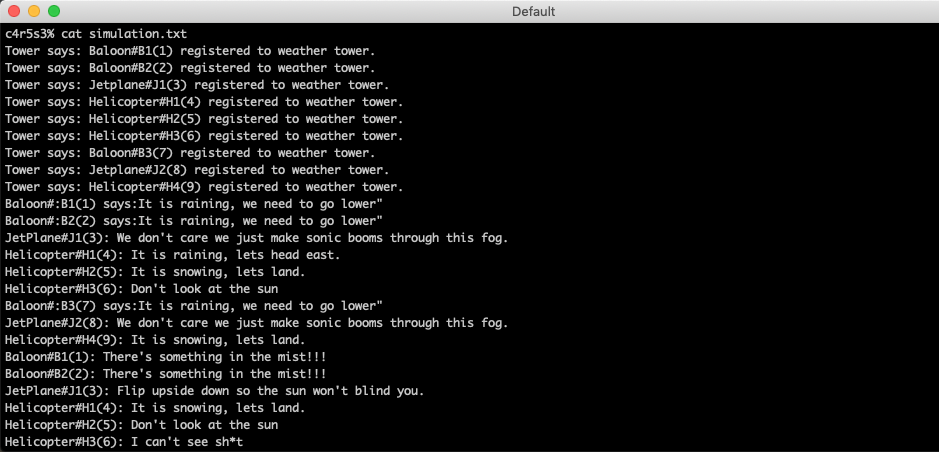 Default
c4r5s3% cat simulation.txt
Tower says: Baloon#B1(1) registered to weather tower.
Tower says: Baloon#B2(2) registered to weather tower.
Tower says: Jetplane#J1(3) registered to weather tower.
Tower says: Helicopter#H1(4) registered to weather tower.
Tower says: Helicopter#H2(5) registered to weather tower.
Tower says: Helicopter#H3(6) registered to weather tower.
Tower says: Baloon#B3(7) registered to weather tower.
Tower says: Jetplane#J2(8) registered to weather tower.
Tower says: Helicopter#H4(9) registered to weather tower.
Baloon#:B1(1) says:It is raining, we need to go lower"
Baloon#:B2(2) says:It is raining, we need to go lower"
JetPlane#J1(3): We don't care we just make sonic booms through this fog.
Helicopter#H1(4): It is raining, lets head east.
Helicopter#H2(5): It is snowing, lets land.
Helicopter#H3(6): Don't look at the sun
Baloon#:B3(7) says:It is raining, we need to go lower"
JetPlane#J2(8): We don't care we just make sonic booms through this fog.
Helicopter#H4(9): It is snowing, lets land.
Baloon#B1(1): There's something in the mist!!!
Baloon#B2(2): There's something in the mist!!!
JetPlane#J1(3): Flip upside down so the sun won't blind you.
Helicopter#H1(4): It is snowing, lets land.
Helicopter#H2(5): Don't look at the sun
Helicopter#H3(6): I can't see sh*t